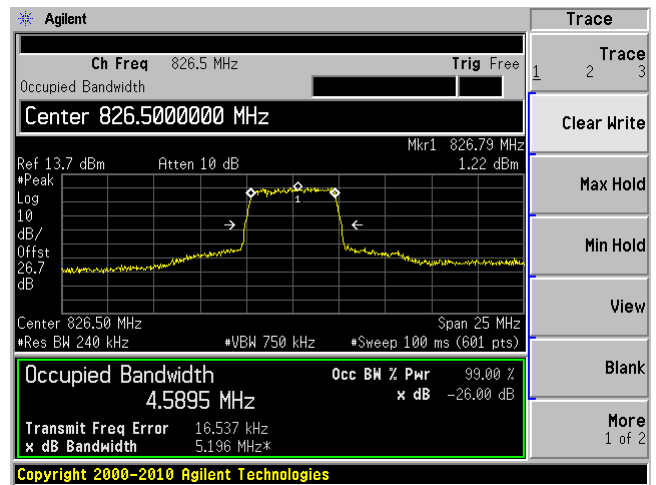 Agilent
Trace
Ch Freq 826.5 MHz Trig Free
Occupied Bandwidth
Center 826.5000000 MHz
Mkr1 826.79 MHz
Ref 13.7 dBm Atten 10 dB 1.22 dBm
#Peak
Log
10
dB/
Offst
26.7
dB
1
Center 826.50 MHz Span 25 MHz
#Res BW 240 kHz #VBW 750 kHz #Sweep 100 ms (601 pts)
Occupied Bandwidth Occ BW % Pwr 99.00 %
4.5895 MHz x dB -26.00 dB
Transmit Freq Error 16.537 kHz
x dB Bandwidth 5.196 MHz*
Copyright 2000-2010 Agilent Technologies
Trace
1 2 3
Clear Write
Max Hold
Min Hold
View
Blank
More
1 of 2